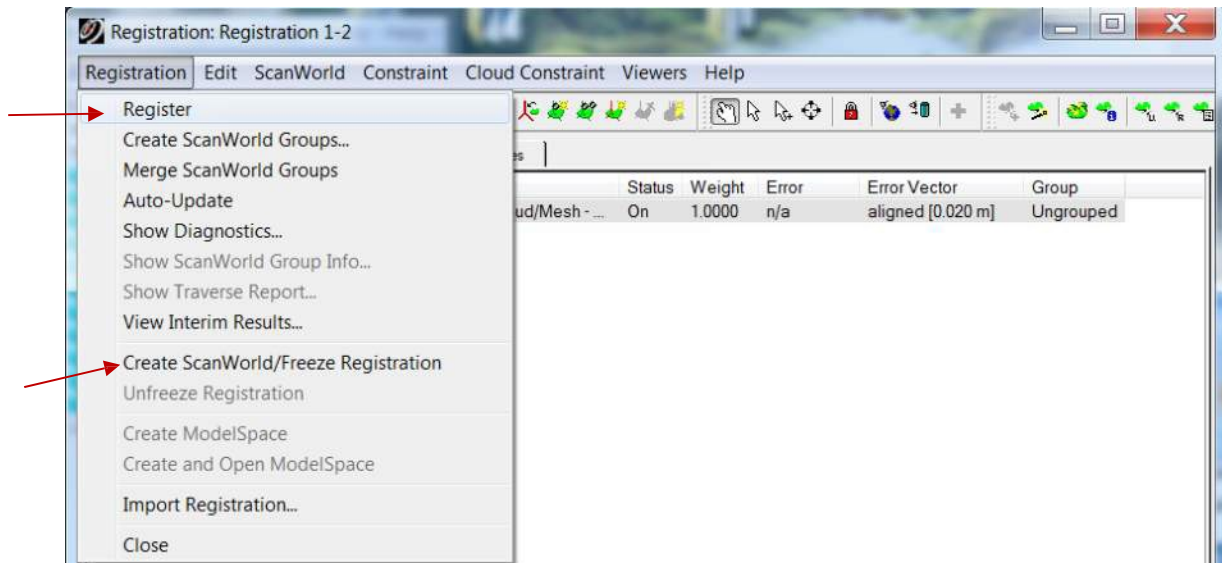 Registration: Registration 1-2
Registration Edit ScanWorld Constraint Cloud Constraint Viewers Help
Register
Create ScanWorld Groups...
Merge ScanWorld Groups
Auto-Update
Show Diagnostics...
Show ScanWorld Group Info...
Show Traverse Report...
View Interim Results...
Create ScanWorld/Freeze Registration
Unfreeze Registration
Create ModelSpace
Create and Open ModelSpace
Import Registration...
Close
Status Weight Error Error Vector Group
ud/Mesh - ... On 1.0000 n/a aligned [0.020 m] Ungrouped